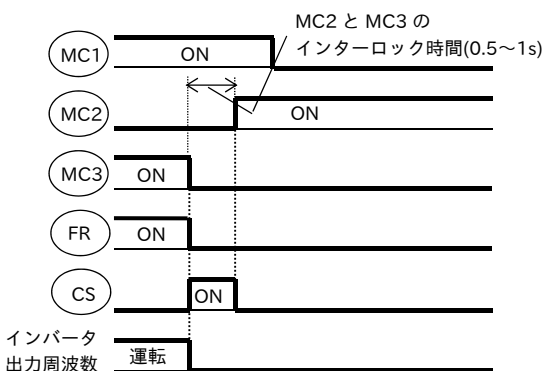 MC2 と MC3 の
インターロック時間(0.5～1s)
MC1
ON
MC2
ON
MC3
ON
FR
ON
CS
ON
インバータ
出力周波数
運転